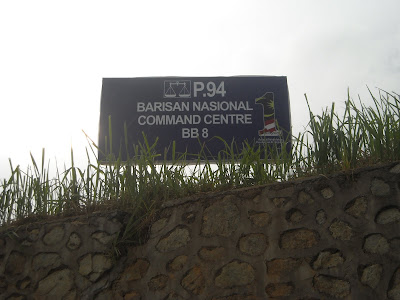 P.94
BARISAN NASIONAL
COMMAND CENTRE
BB 8